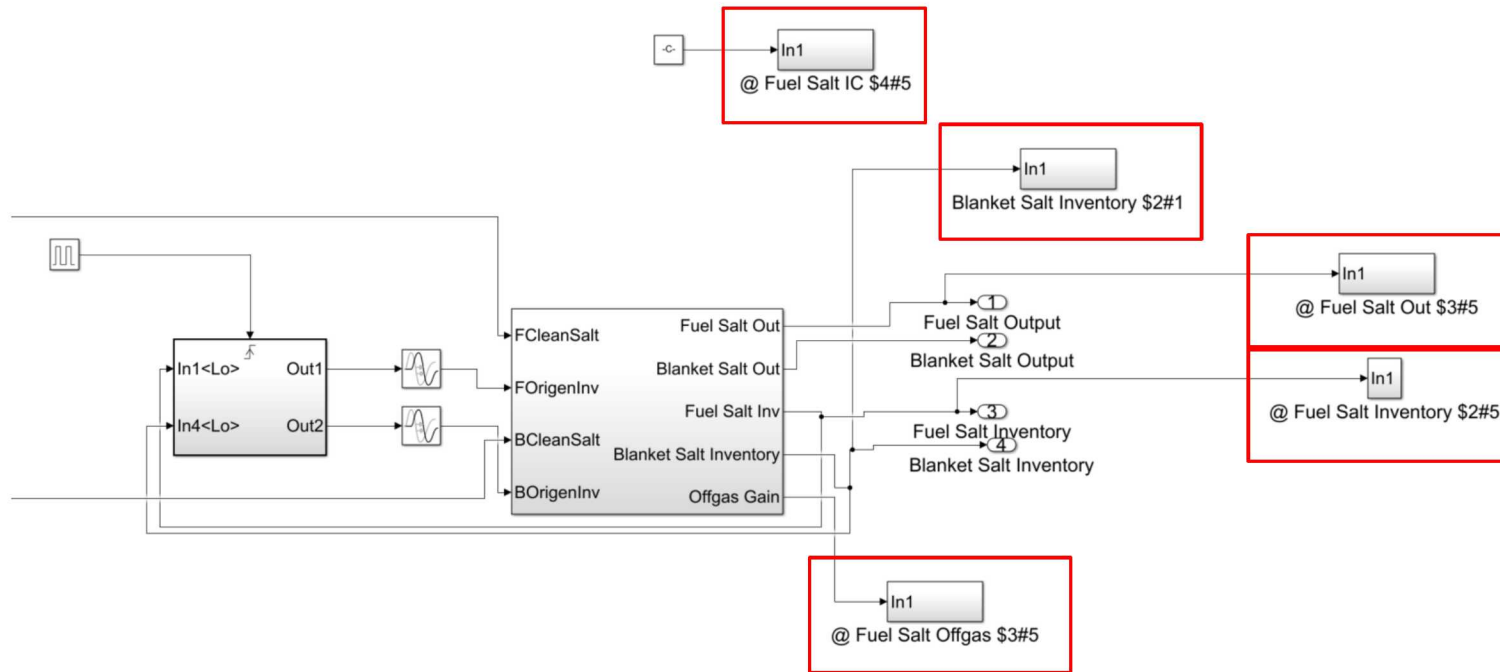 -C-
In1
@ Fuel Salt IC $4#5
In1
Blanket Salt Inventory $2#1
In1
@ Fuel Salt Out $3#5
1
Fuel Salt Output
2
Blanket Salt Output
In1
@ Fuel Salt Inventory $2#5
3
Fuel Salt Inventory
4
Blanket Salt Inventory
In1<Lo>
Out1
In4<Lo>
Out2
FCleanSalt
FOrigenInv
BCleanSalt
BOrigenInv
Fuel Salt Out
Blanket Salt Out
Fuel Salt Inv
Blanket Salt Inventory
Offgas Gain
In1
@ Fuel Salt Offgas $3#5